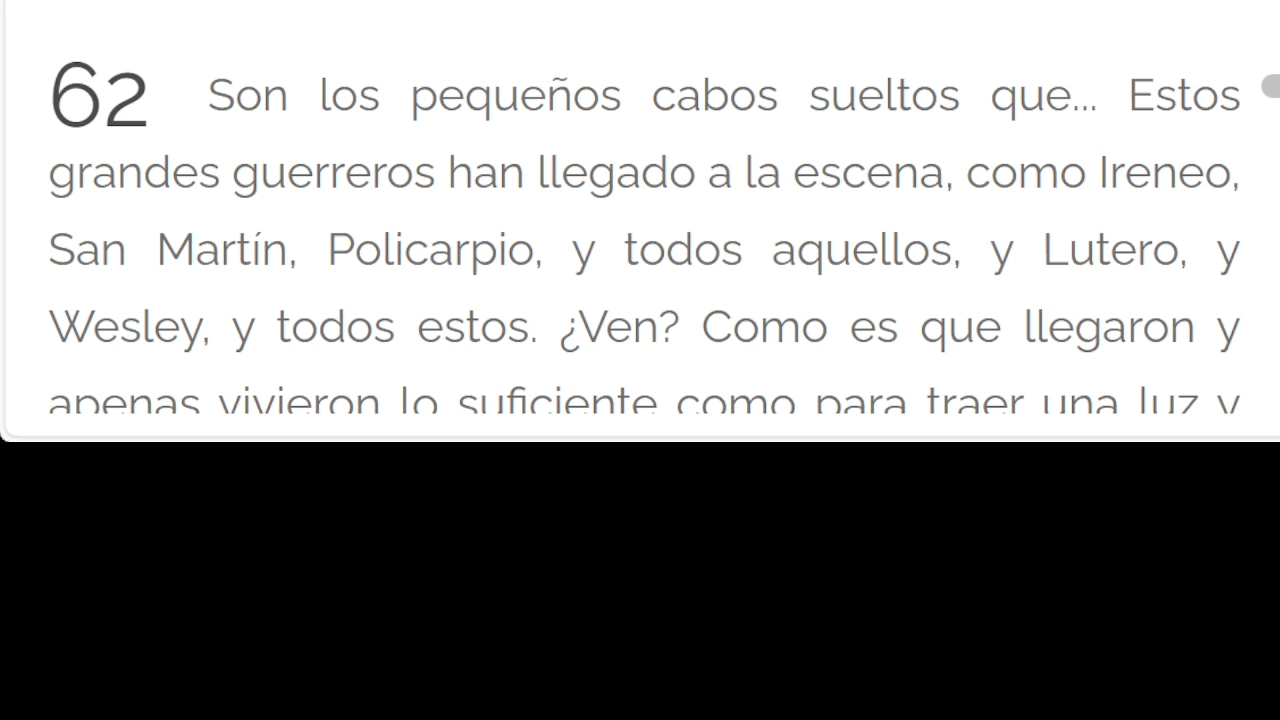 62 Son los pequeños cabos sueltos que... Estos
grandes guerreros han llegado a la escena, como Ireneo,
San Martín, Policarpio, y todos aquellos, y Lutero, y
Wesley, y todos estos. ¿Ven? Como es que llegaron y
apenas vivieron lo suficiente como para traer una luz y